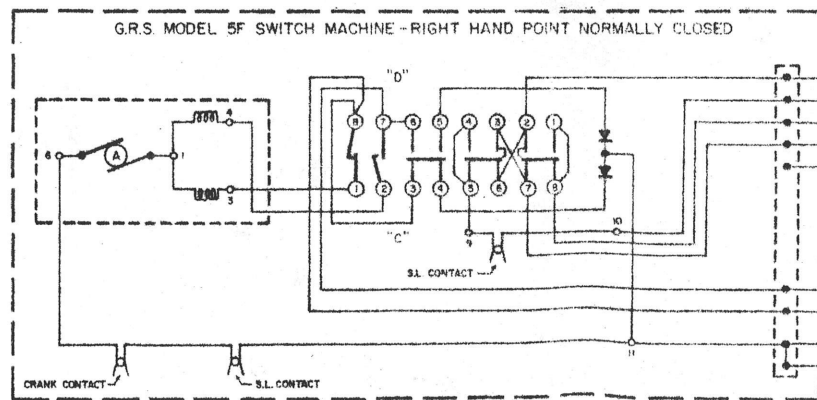 G.R.S. MODEL 5F SWITCH MACHINE - RIGHT HAND POINT NORMALLY CLOSED
"D"
4
8 7 6 5 4 3 2 1
6 A 1
3
1 2 3 4 5 6 7 8
"C"
9 10
S.L. CONTACT
11
CRANK CONTACT S.L. CONTACT